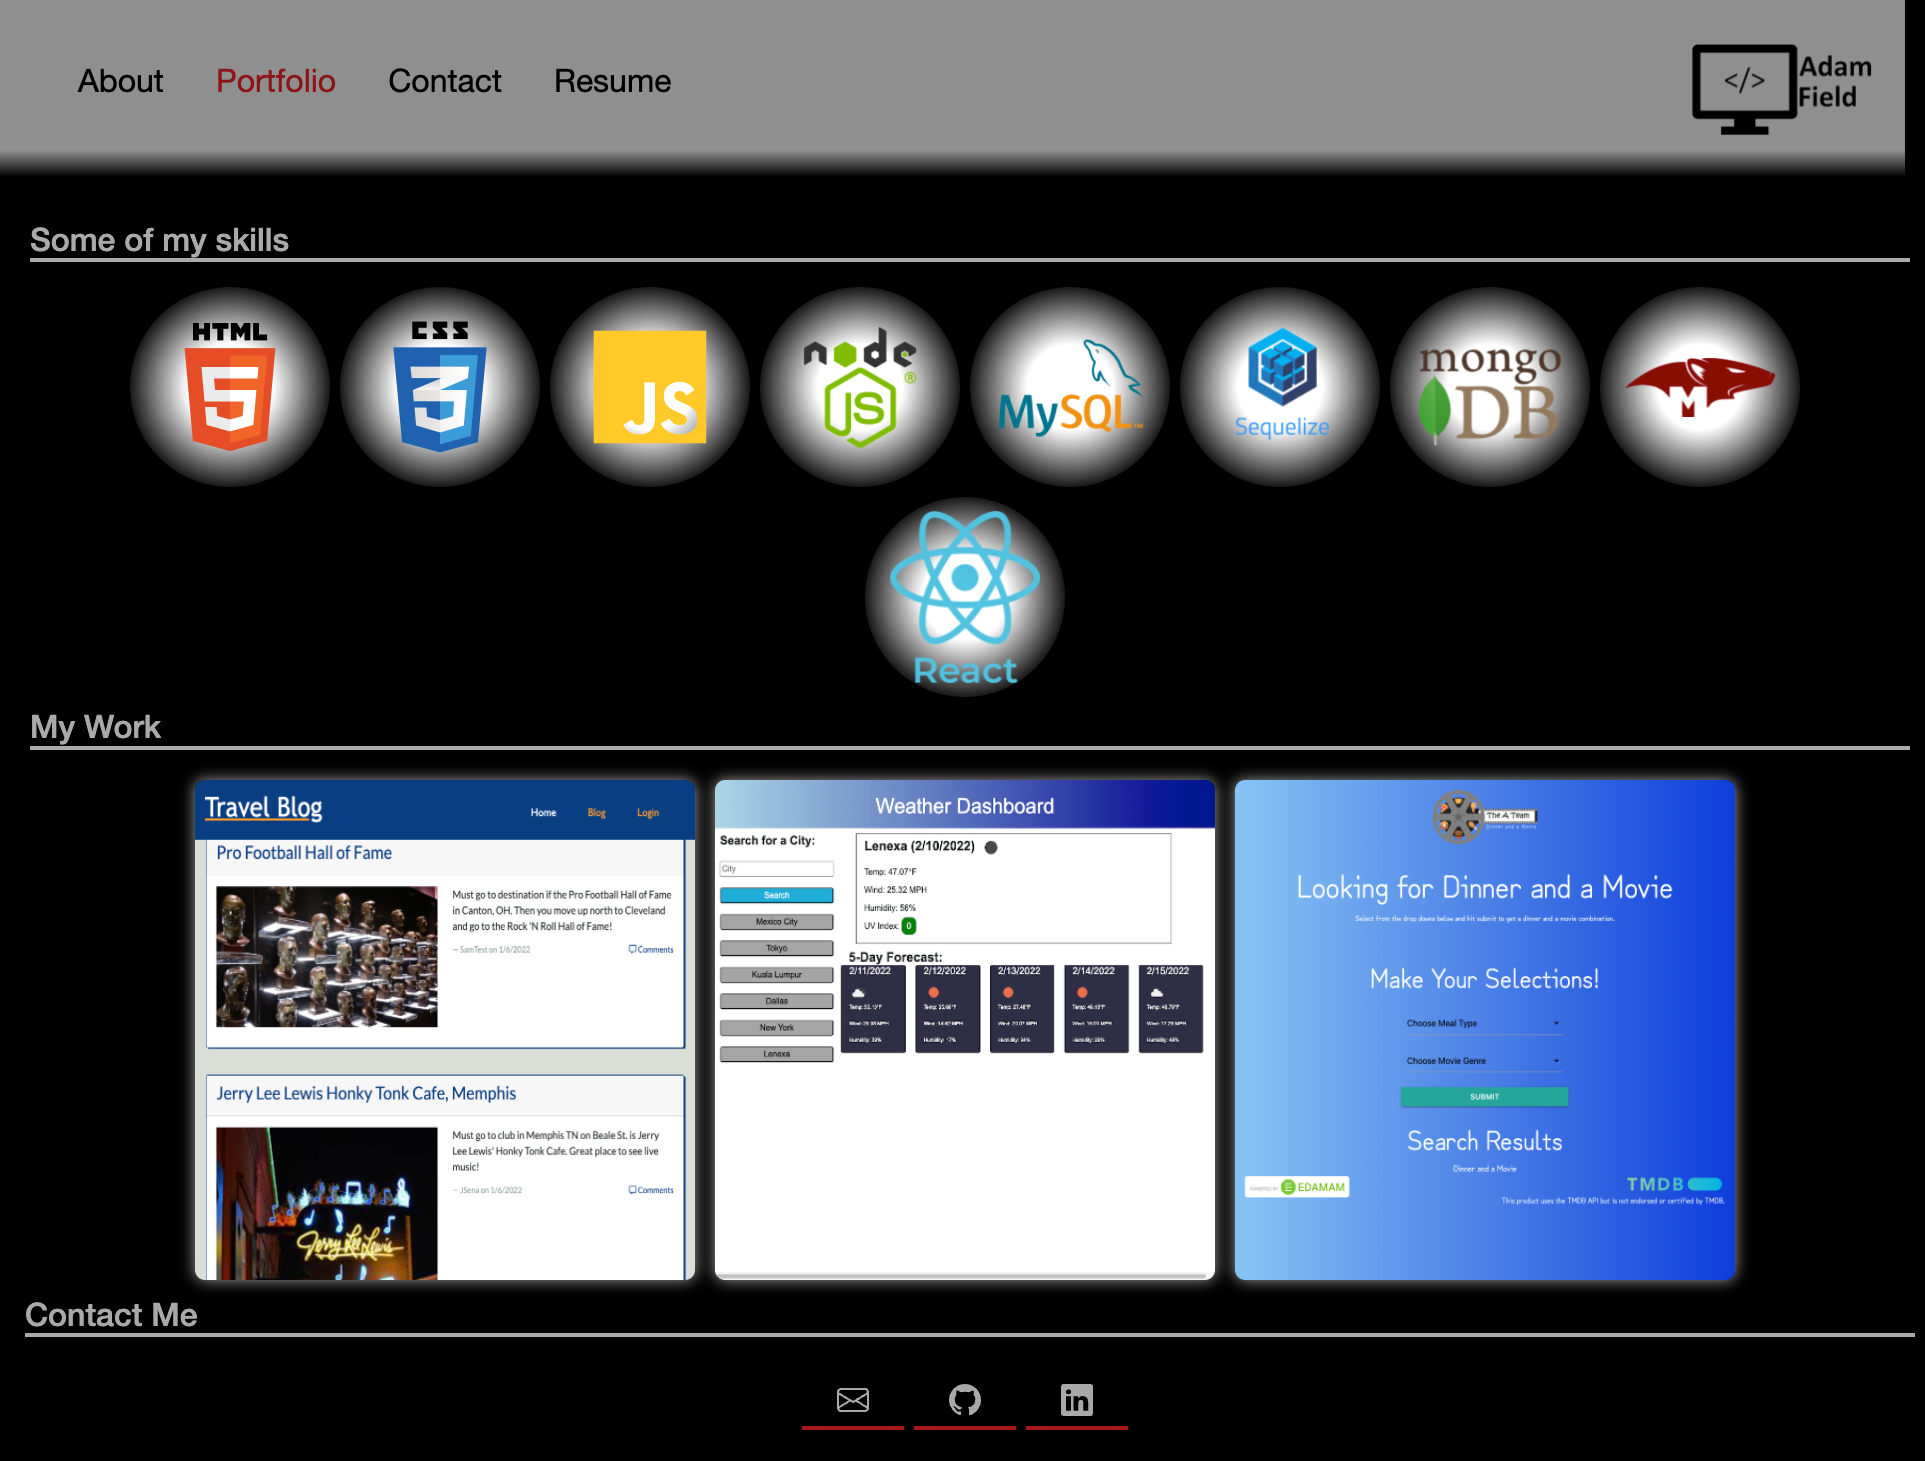 About Portfolio Contact Resume
</> Adam Field
Some of my skills
HTML 5
CSS 3
JS
node JS ®
MySQL™
Sequelize
mongo DB
M
React
My Work
Travel Blog
Home Blog Login
Pro Football Hall of Fame
Must go to destination if the Pro Football Hall of Fame
in Canton, OH. Then you move up north to Cleveland
and go to the Rock 'N Roll Hall of Fame!
— SamTest on 1/6/2022 Comments
Jerry Lee Lewis Honky Tonk Cafe, Memphis
Must go to club in Memphis TN on Beale St. is Jerry
Lee Lewis' Honky Tonk Cafe. Great place to see live
music!
— JSena on 1/6/2022 Comments
Jerry Lee Lewis
Weather Dashboard
Search for a City:
City
Search
Mexico City
Tokyo
Kuala Lumpur
Dallas
New York
Lenexa
Lenexa (2/10/2022)
Temp: 47.07°F
Wind: 25.32 MPH
Humidity: 56%
UV Index: 0
5-Day Forecast:
2/11/2022 2/12/2022 2/13/2022 2/14/2022 2/15/2022
The A Team
Dinner and a Movie
Looking for Dinner and a Movie
Select from the drop downs below and hit submit to get a dinner and a movie combination.
Make Your Selections!
Choose Meal Type
Choose Movie Genre
SUBMIT
Search Results
Dinner and a Movie
POWERED BY EDAMAM
TMDB
This product uses the TMDB API but is not endorsed or certified by TMDB.
Contact Me
in